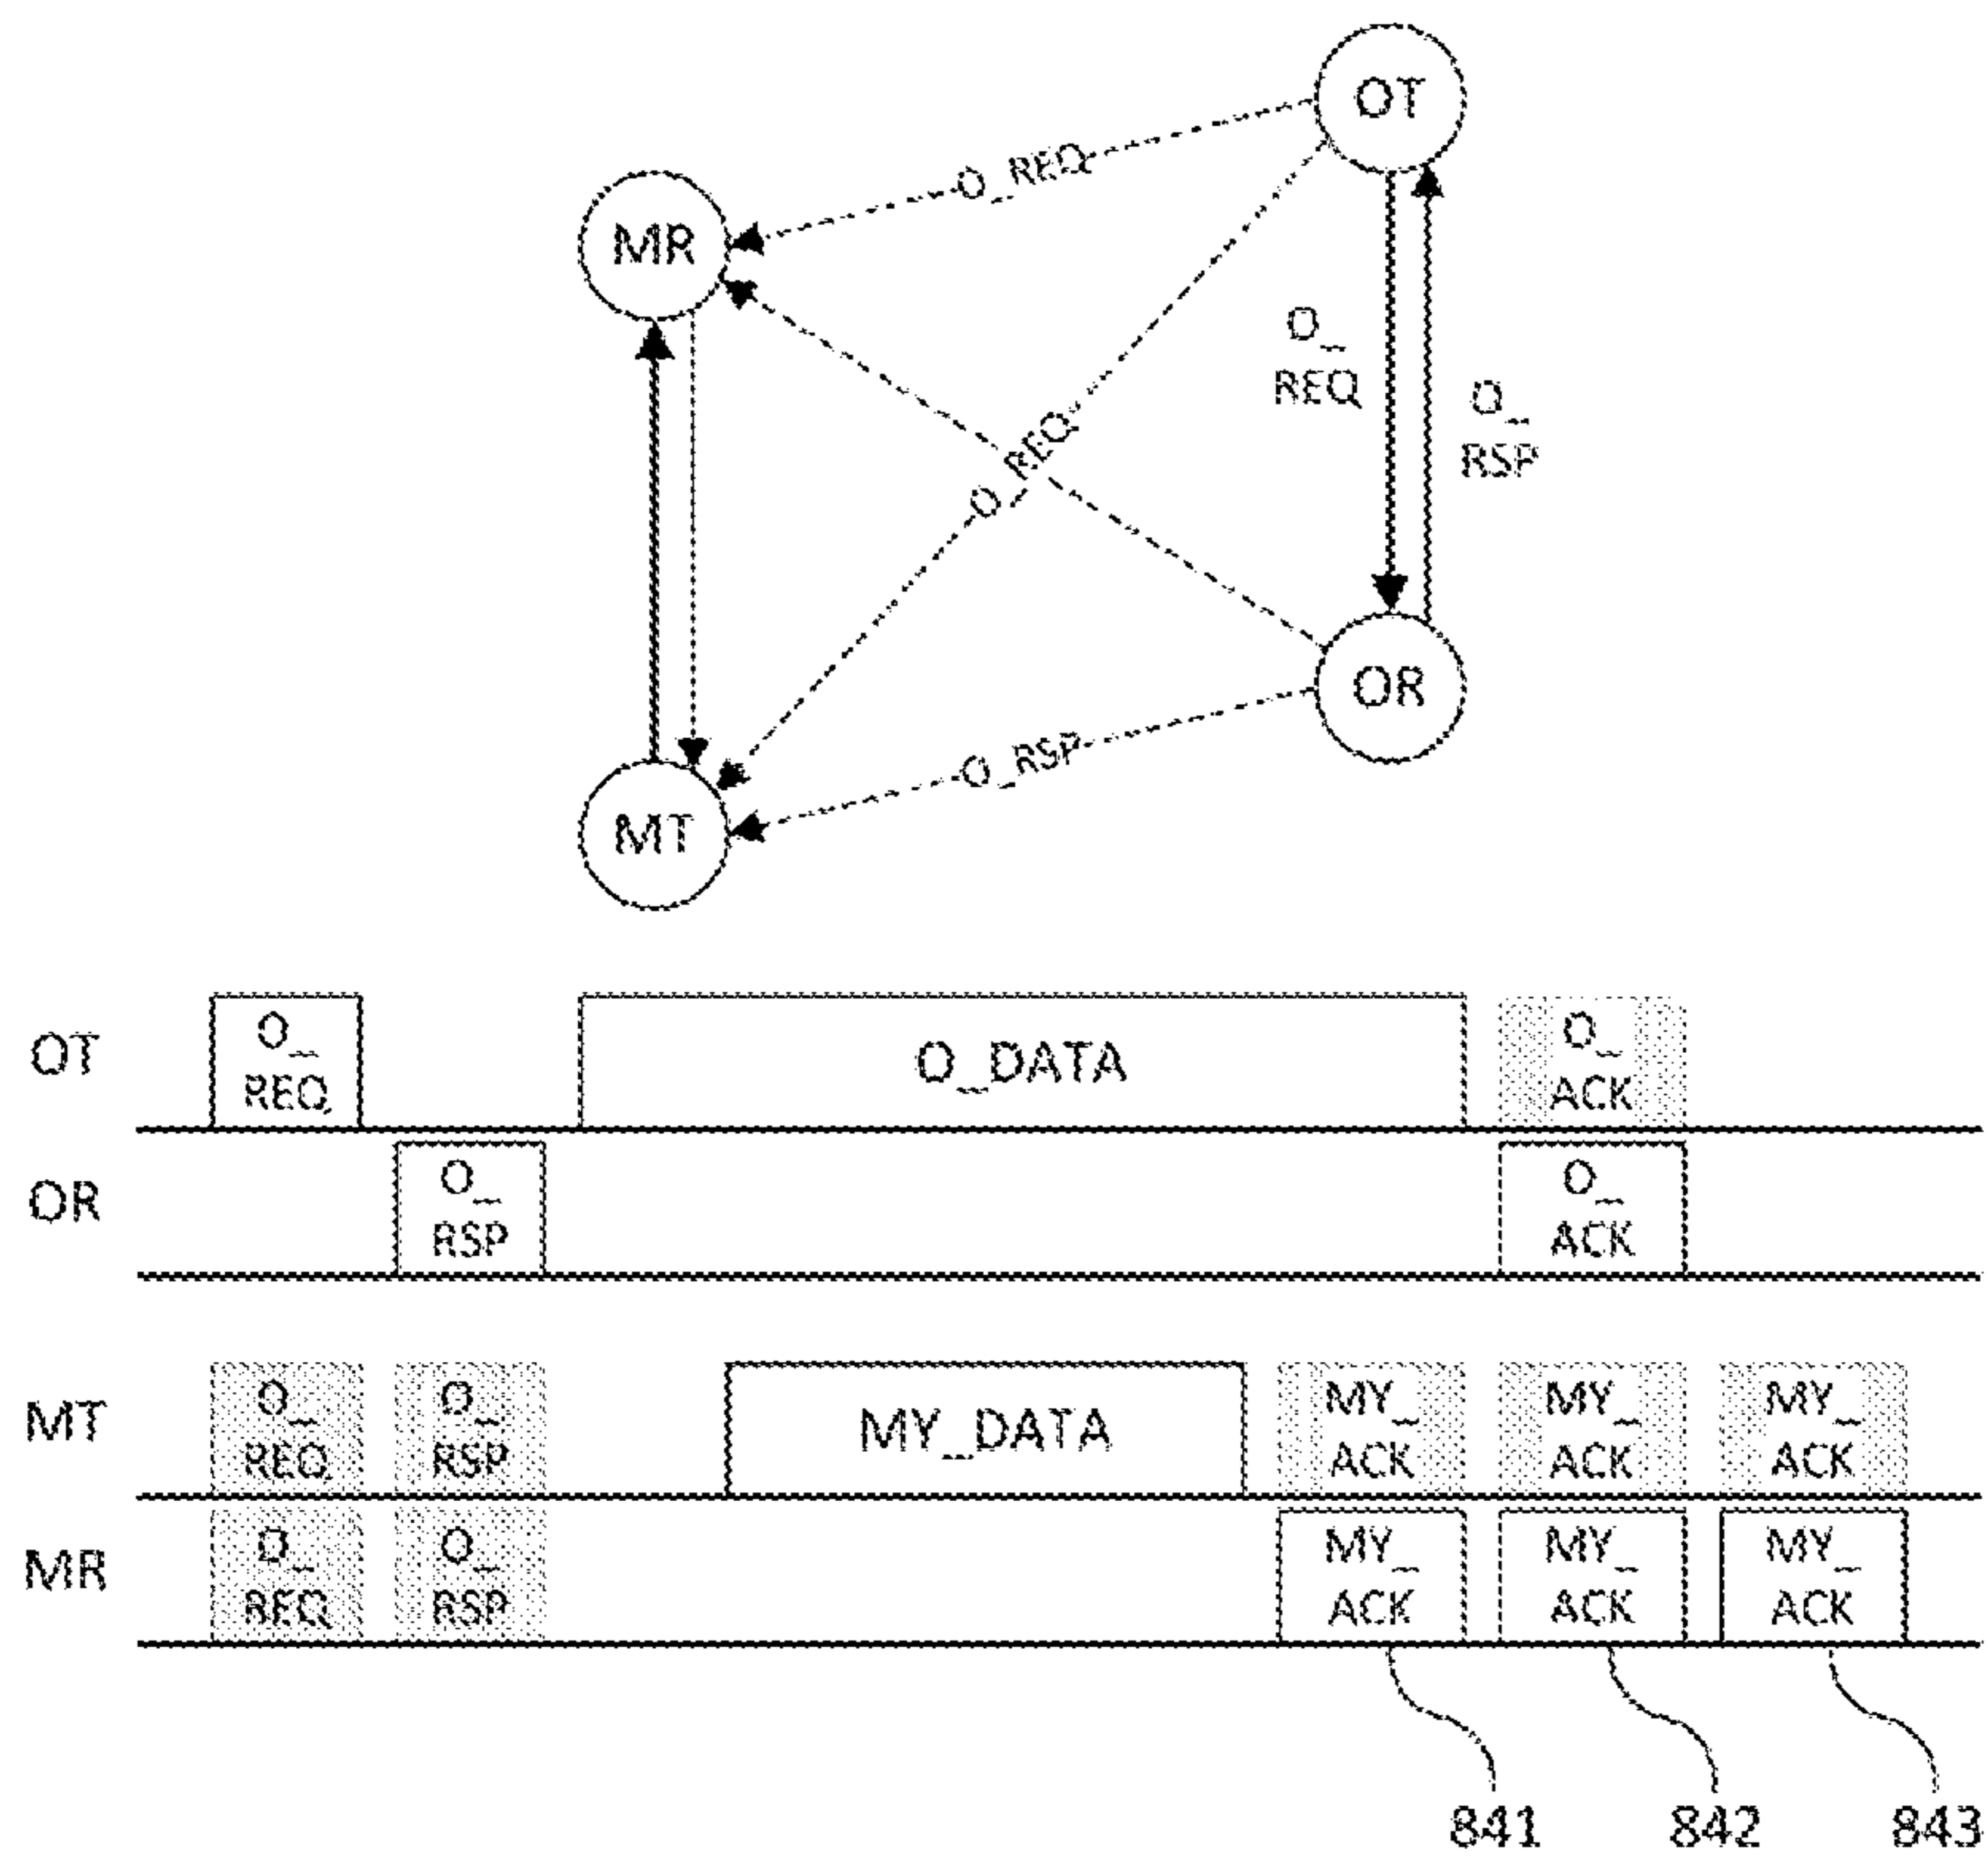 OT
O_REQ
MR
O_
REQ
O_
RSP
O_REQ
OR
O_RSP
MT
OT
O_
REQ
O_DATA
O_
ACK
OR
O_
RSP
O_
ACK
MT
O_
REQ
O_
RSP
MY_DATA
MY_
ACK
MY_
ACK
MY_
ACK
MR
O_
REQ
O_
RSP
MY_
ACK
MY_
ACK
MY_
ACK
841
842
843